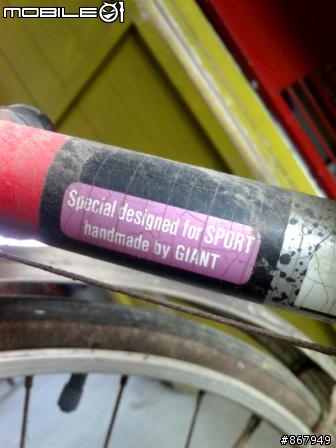 MOBILE01
Special designed for SPORT
handmade by GIANT
#867949